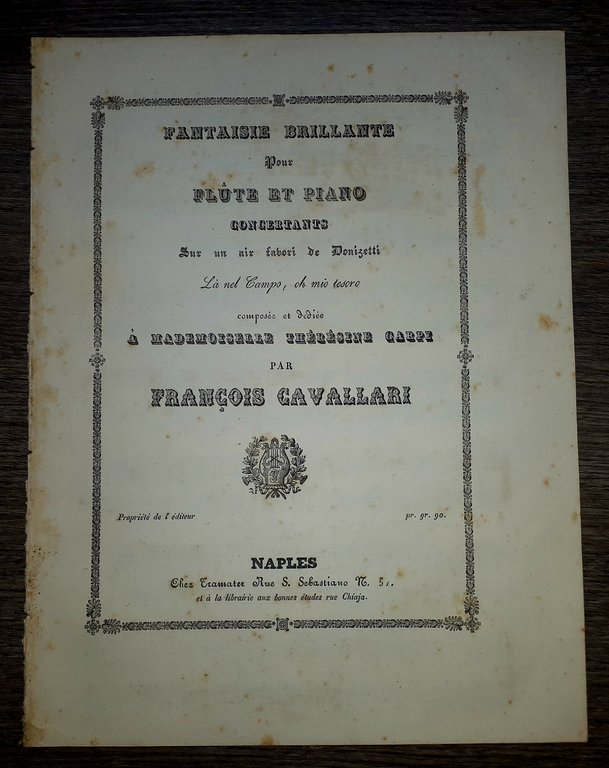 FANTAISIE BRILLANTE
Pour
FLÛTE ET PIANO
CONCERTANTS
Sur un air favori de Donizetti
Là nel Campo, oh mio tesoro
composée et dediée
À MADEMOISELLE THÉRÉSINE CARPI
PAR
FRANÇOIS CAVALLARI
Propriété de l'éditeur
pr. gr. 90.
NAPLES
Chez Tramater Rue S. Sebastiano N. 51.
et à la librairie aux bonnes études rue Chiaja.